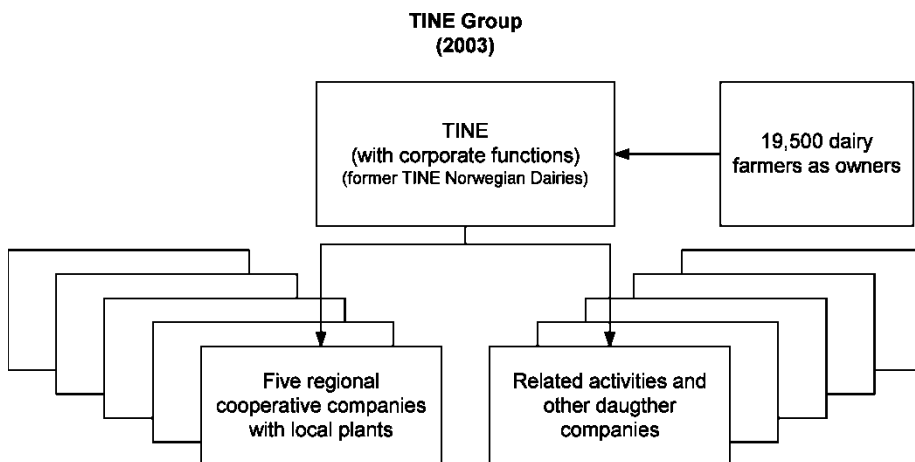 TINE Group
(2003)
TINE
(with corporate functions)
(former TINE Norwegian Dairies)
19,500 dairy
farmers as owners
Five regional
cooperative companies
with local plants
Related activities and
other daugther
companies